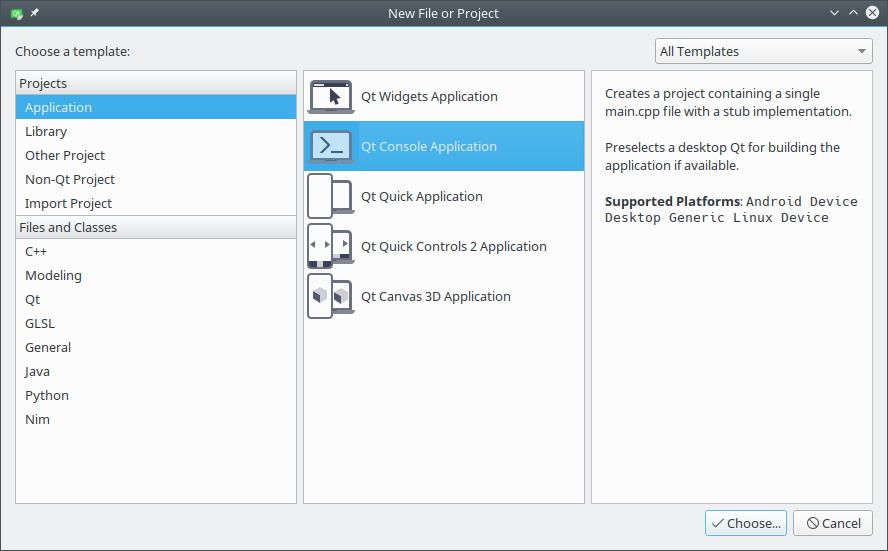 New File or Project
Choose a template:
All Templates
Projects
Application
Library
Other Project
Non-Qt Project
Import Project
Files and Classes
C++
Modeling
Qt
GLSL
General
Java
Python
Nim
Qt Widgets Application
Qt Console Application
Qt Quick Application
Qt Quick Controls 2 Application
Qt Canvas 3D Application
Creates a project containing a single
main.cpp file with a stub implementation.
Preselects a desktop Qt for building the
application if available.
Supported Platforms: Android Device
Desktop Generic Linux Device
Choose...
Cancel